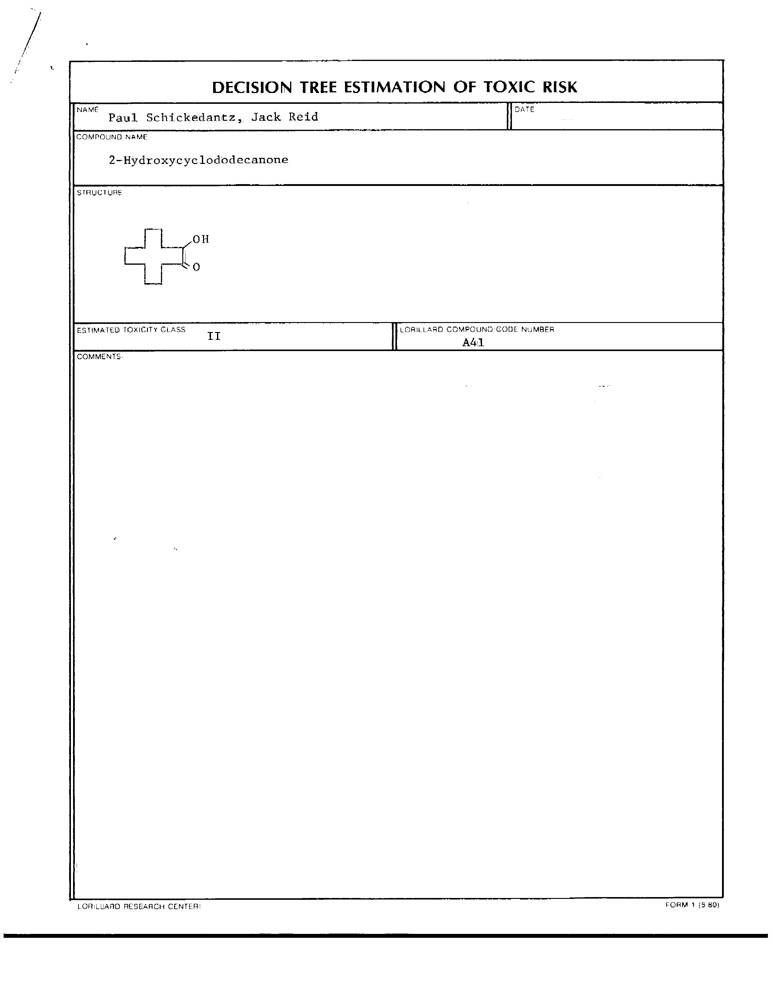 DECISION TREE ESTIMATION OF TOXIC RISK
NAME
Paul Schickedantz, Jack Reid
DATE
COMPOUND NAME
2-Hydroxycyclododecanone
STRUCTURE
OH
O
ESTIMATED TOXICITY CLASS
II
LORILLARD COMPOUND CODE NUMBER
A41
COMMENTS
LORILLARD RESEARCH CENTER
FORM 1 (5 80)